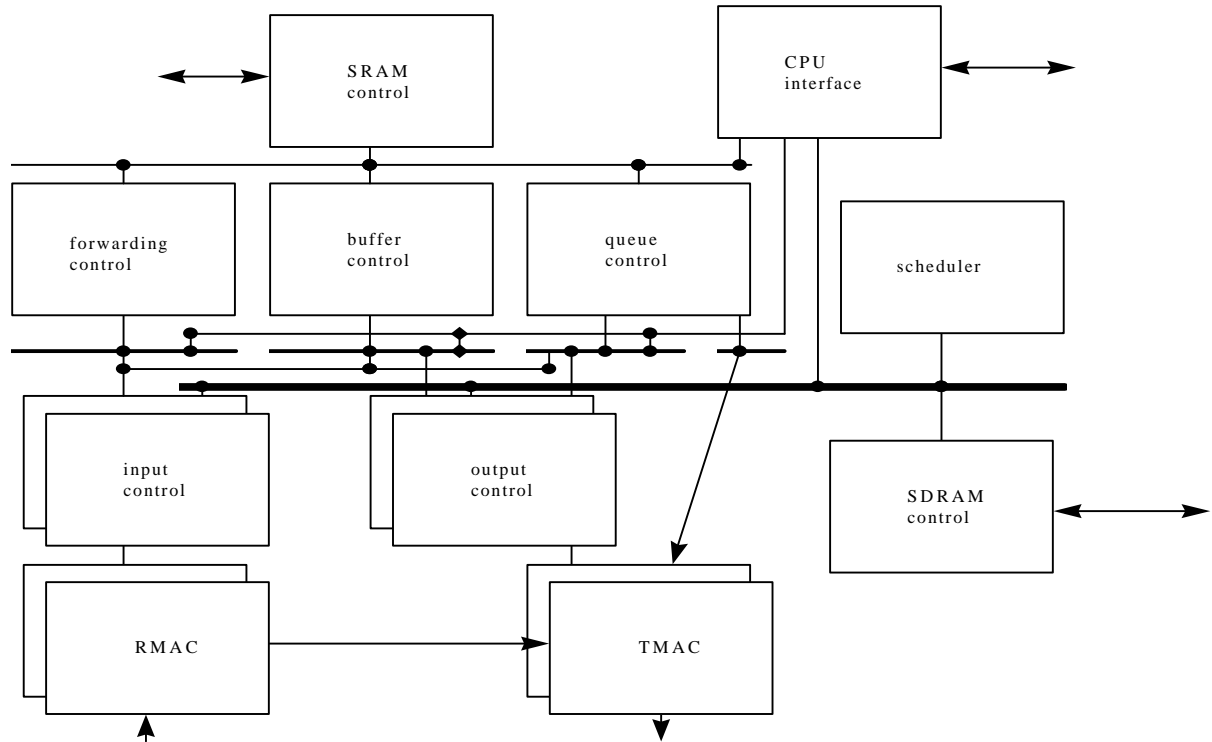 SRAM
control
CPU
interface
forwarding
control
buffer
control
queue
control
scheduler
input
control
output
control
SDRAM
control
RMAC
TMAC